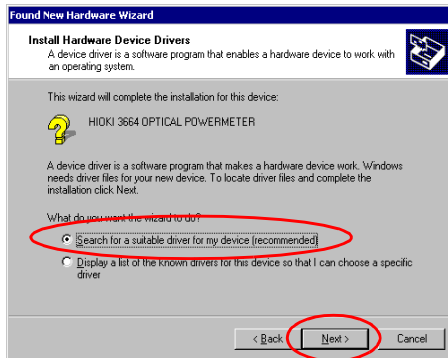 Found New Hardware Wizard
Install Hardware Device Drivers
A device driver is a software program that enables a hardware device to work with
an operating system.
This wizard will complete the installation for this device:
HIOKI 3664 OPTICAL POWERMETER
A device driver is a software program that makes a hardware device work. Windows
needs driver files for your new device. To locate driver files and complete the
installation click Next.
What do you want the wizard to do?
Search for a suitable driver for my device (recommended)
Display a list of the known drivers for this device so that I can choose a specific
driver
< Back
Next >
Cancel